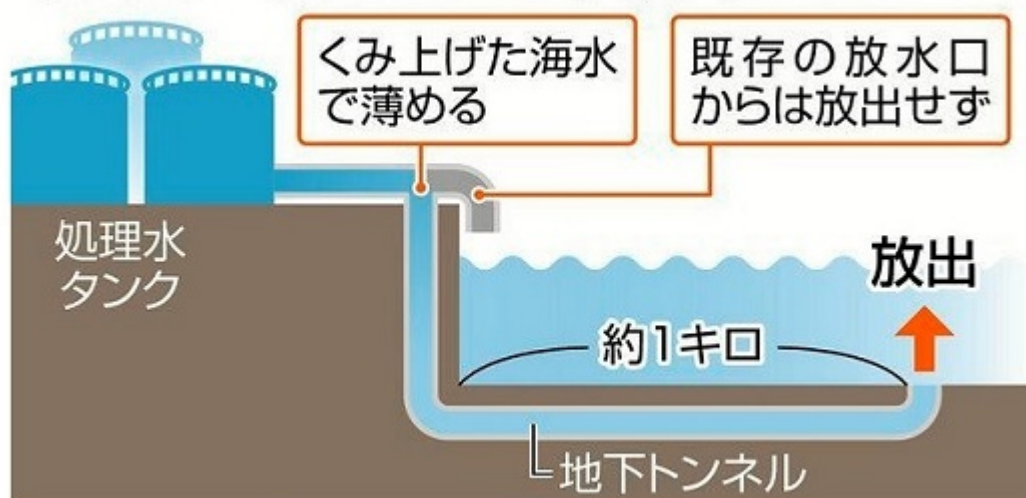 くみ上げた海水
で薄める
既存の放水口
からは放出せず
処理水
タンク
放出
約1キロ
地下トンネル